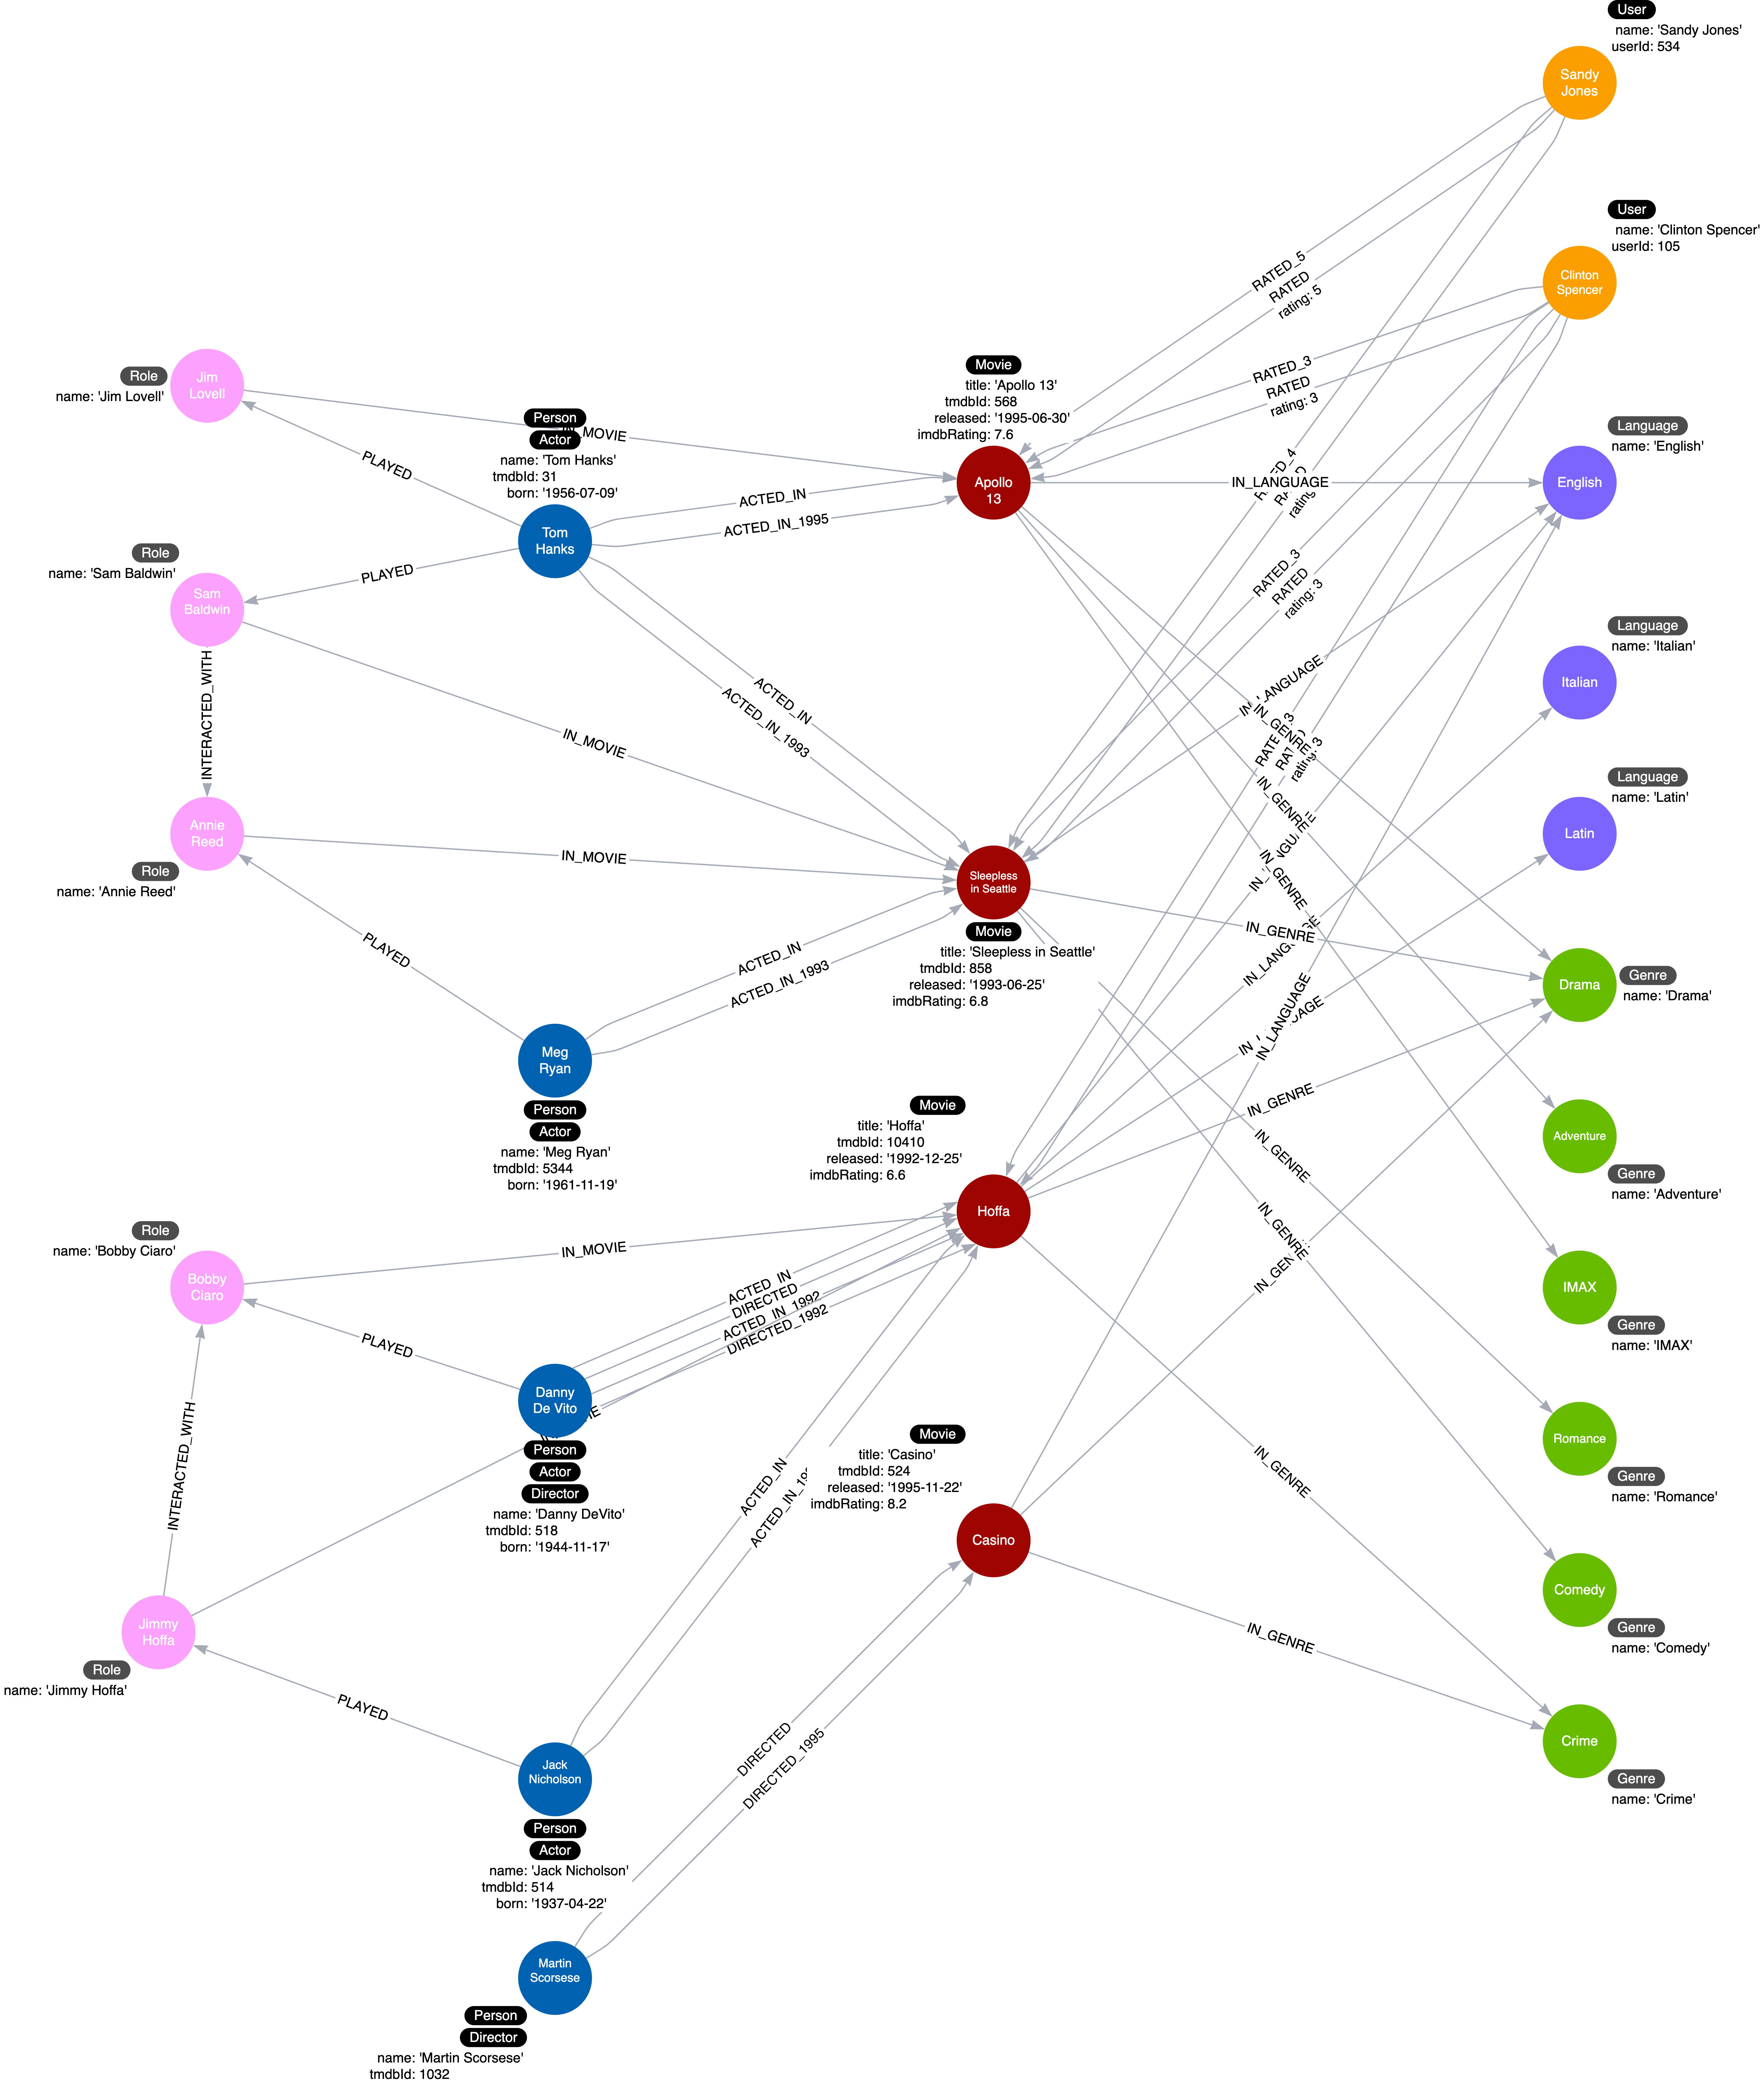 User
name: 'Sandy Jones'
userId: 534
Sandy
Jones
User
name: 'Clinton Spencer'
userId: 105
Clinton
Spencer
RATED_5
RATED
rating: 5
RATED_3
RATED
rating: 3
Role
name: 'Jim Lovell'
Jim
Lovell
IN_MOVIE
PLAYED
Person
Actor
name: 'Tom Hanks'
tmdbId: 31
born: '1956-07-09'
Tom
Hanks
ACTED_IN
ACTED_IN_1995
Movie
title: 'Apollo 13'
tmdbId: 568
released: '1995-06-30'
imdbRating: 7.6
Apollo
13
RATED_4
IN_LANGUAGE
Language
name: 'English'
English
Role
name: 'Sam Baldwin'
Sam
Baldwin
PLAYED
INTERACTED_WITH
IN_MOVIE
ACTED_IN
ACTED_IN_1993
RATED_3
RATED
rating: 3
Language
name: 'Italian'
Italian
IN_GENRE
rating: 3
IN_GENRE
IN_GENRE
Language
name: 'Latin'
Latin
Annie
Reed
Role
name: 'Annie Reed'
IN_MOVIE
PLAYED
Sleepless
in Seattle
Movie
title: 'Sleepless in Seattle'
tmdbId: 858
released: '1993-06-25'
imdbRating: 6.8
ACTED_IN
ACTED_IN_1993
IN_GENRE
IN_LANGUAGE
Genre
name: 'Drama'
Drama
Meg
Ryan
Person
Actor
name: 'Meg Ryan'
tmdbId: 5344
born: '1961-11-19'
Movie
title: 'Hoffa'
tmdbId: 10410
released: '1992-12-25'
imdbRating: 6.6
Hoffa
IN_GENRE
IN_GENRE
IN_GENRE
Adventure
Genre
name: 'Adventure'
Role
name: 'Bobby Ciaro'
Bobby
Ciaro
IN_MOVIE
PLAYED
ACTED_IN
DIRECTED
ACTED_IN_1992
DIRECTED_1992
IMAX
Genre
name: 'IMAX'
Danny
De Vito
Person
Actor
Director
name: 'Danny DeVito'
tmdbId: 518
born: '1944-11-17'
INTERACTED_WITH
ACTED_IN
Movie
title: 'Casino'
tmdbId: 524
released: '1995-11-22'
imdbRating: 8.2
Casino
IN_GENRE
Romance
Genre
name: 'Romance'
Jimmy
Hoffa
Role
name: 'Jimmy Hoffa'
PLAYED
IN_GENRE
Comedy
Genre
name: 'Comedy'
Jack
Nicholson
Person
Actor
name: 'Jack Nicholson'
tmdbId: 514
born: '1937-04-22'
DIRECTED
DIRECTED_1995
Crime
Genre
name: 'Crime'
Martin
Scorsese
Person
Director
name: 'Martin Scorsese'
tmdbId: 1032